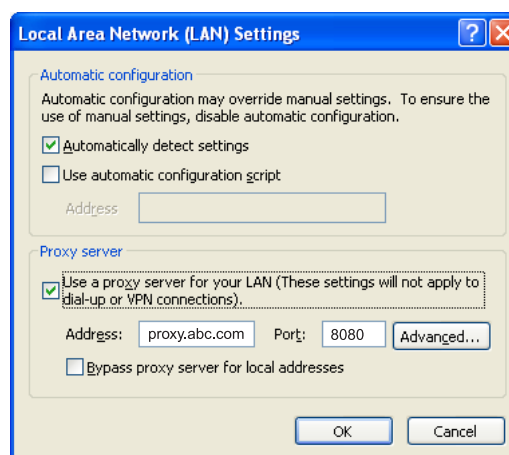 Local Area Network (LAN) Settings
Automatic configuration
Automatic configuration may override manual settings. To ensure the
use of manual settings, disable automatic configuration.
Automatically detect settings
Use automatic configuration script
Address
Proxy server
Use a proxy server for your LAN (These settings will not apply to
dial-up or VPN connections).
Address: proxy.abc.com Port: 8080 Advanced...
Bypass proxy server for local addresses
OK Cancel